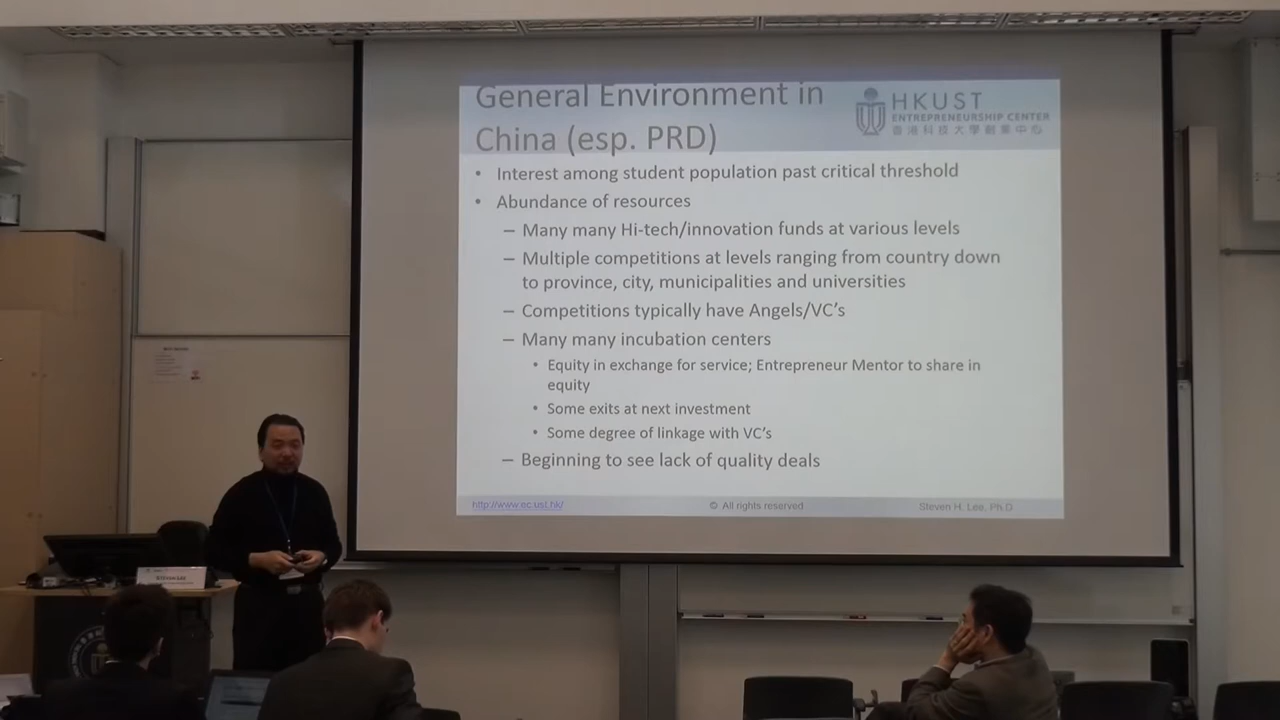 General Environment in
China (esp. PRD)
HKUST
ENTREPRENEURSHIP CENTER
香港科技大學創業中心
• Interest among student population past critical threshold
• Abundance of resources
– Many many Hi-tech/innovation funds at various levels
– Multiple competitions at levels ranging from country down
to province, city, municipalities and universities
– Competitions typically have Angels/VC's
– Many many incubation centers
• Equity in exchange for service; Entrepreneur Mentor to share in
equity
• Some exits at next investment
• Some degree of linkage with VC's
– Beginning to see lack of quality deals
http://www.ec.ust.hk/
© All rights reserved
Steven H. Lee, Ph.D
Steven Lee